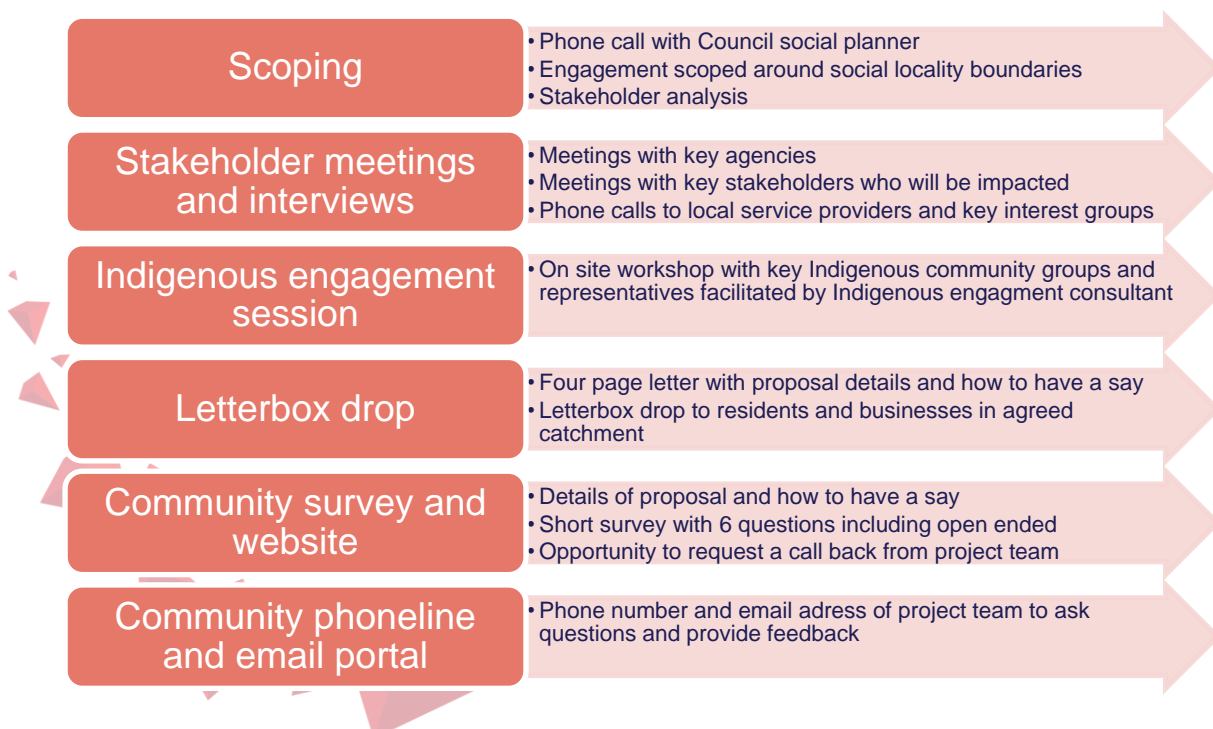 Scoping
• Phone call with Council social planner
• Engagement scoped around social locality boundaries
• Stakeholder analysis
Stakeholder meetings
and interviews
• Meetings with key agencies
• Meetings with key stakeholders who will be impacted
• Phone calls to local service providers and key interest groups
Indigenous engagement
session
• On site workshop with key Indigenous community groups and
representatives facilitated by Indigenous engagment consultant
Letterbox drop
• Four page letter with proposal details and how to have a say
• Letterbox drop to residents and businesses in agreed
catchment
Community survey and
website
• Details of proposal and how to have a say
• Short survey with 6 questions including open ended
• Opportunity to request a call back from project team
Community phoneline
and email portal
• Phone number and email adress of project team to ask
questions and provide feedback